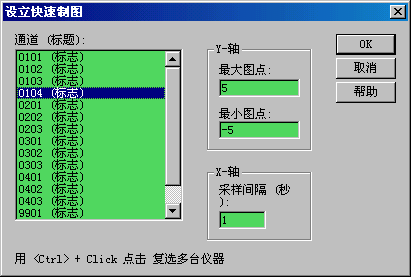 设立快速制图
通道 (标题):
0101 (标志)
0102 (标志)
0103 (标志)
0104 (标志)
0201 (标志)
0202 (标志)
0203 (标志)
0301 (标志)
0302 (标志)
0303 (标志)
0401 (标志)
0402 (标志)
0403 (标志)
9901 (标志)
Y-轴
最大图点:
5
最小图点:
-5
X-轴
采样间隔 (秒
):
1
OK
取消
帮助
用 <Ctrl> + Click 点击 复选多台仪器